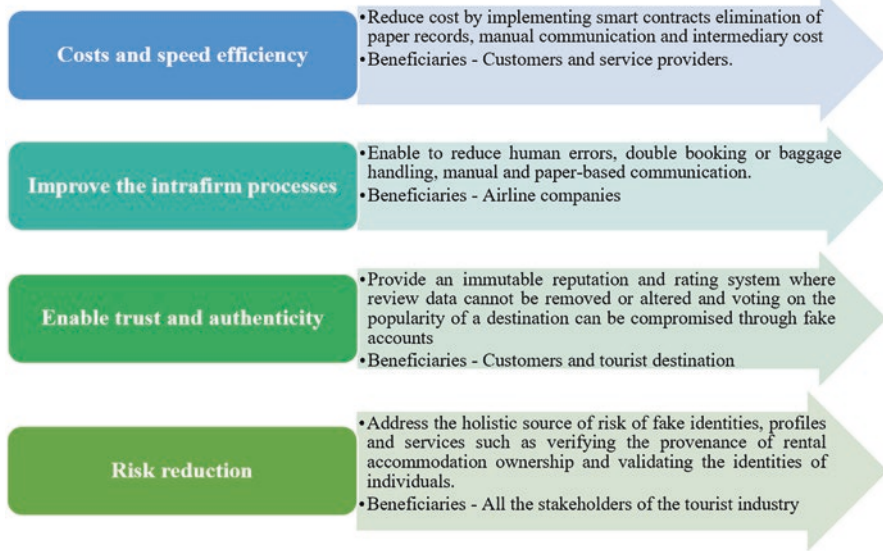 Costs and speed efficiency
•Reduce cost by implementing smart contracts elimination of
paper records, manual communication and intermediary cost
•Beneficiaries - Customers and service providers.
Improve the intrafirm processes
•Enable to reduce human errors, double booking or baggage
handling, manual and paper-based communication.
•Beneficiaries - Airline companies
Enable trust and authenticity
•Provide an immutable reputation and rating system where
review data cannot be removed or altered and voting on the
popularity of a destination can be compromised through fake
accounts
•Beneficiaries - Customers and tourist destination
Risk reduction
•Address the holistic source of risk of fake identities, profiles
and services such as verifying the provenance of rental
accommodation ownership and validating the identities of
individuals.
•Beneficiaries - All the stakeholders of the tourist industry